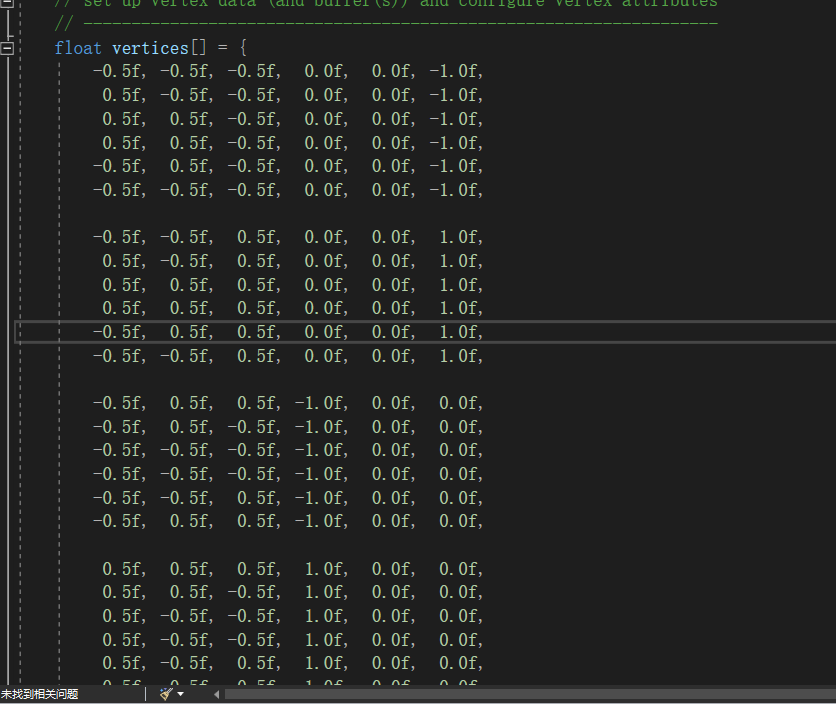 // set up vertex data (and buffer(s)) and configure vertex attributes
// ------------------------------------------------------------------
float vertices[] = {
-0.5f, -0.5f, -0.5f, 0.0f, 0.0f, -1.0f,
0.5f, -0.5f, -0.5f, 0.0f, 0.0f, -1.0f,
0.5f, 0.5f, -0.5f, 0.0f, 0.0f, -1.0f,
0.5f, 0.5f, -0.5f, 0.0f, 0.0f, -1.0f,
-0.5f, 0.5f, -0.5f, 0.0f, 0.0f, -1.0f,
-0.5f, -0.5f, -0.5f, 0.0f, 0.0f, -1.0f,
-0.5f, -0.5f, 0.5f, 0.0f, 0.0f, 1.0f,
0.5f, -0.5f, 0.5f, 0.0f, 0.0f, 1.0f,
0.5f, 0.5f, 0.5f, 0.0f, 0.0f, 1.0f,
0.5f, 0.5f, 0.5f, 0.0f, 0.0f, 1.0f,
-0.5f, 0.5f, 0.5f, 0.0f, 0.0f, 1.0f,
-0.5f, -0.5f, 0.5f, 0.0f, 0.0f, 1.0f,
-0.5f, 0.5f, 0.5f, -1.0f, 0.0f, 0.0f,
-0.5f, 0.5f, -0.5f, -1.0f, 0.0f, 0.0f,
-0.5f, -0.5f, -0.5f, -1.0f, 0.0f, 0.0f,
-0.5f, -0.5f, -0.5f, -1.0f, 0.0f, 0.0f,
-0.5f, -0.5f, 0.5f, -1.0f, 0.0f, 0.0f,
-0.5f, 0.5f, 0.5f, -1.0f, 0.0f, 0.0f,
0.5f, 0.5f, 0.5f, 1.0f, 0.0f, 0.0f,
0.5f, 0.5f, -0.5f, 1.0f, 0.0f, 0.0f,
0.5f, -0.5f, -0.5f, 1.0f, 0.0f, 0.0f,
0.5f, -0.5f, -0.5f, 1.0f, 0.0f, 0.0f,
0.5f, -0.5f, 0.5f, 1.0f, 0.0f, 0.0f,
未找到相关问题